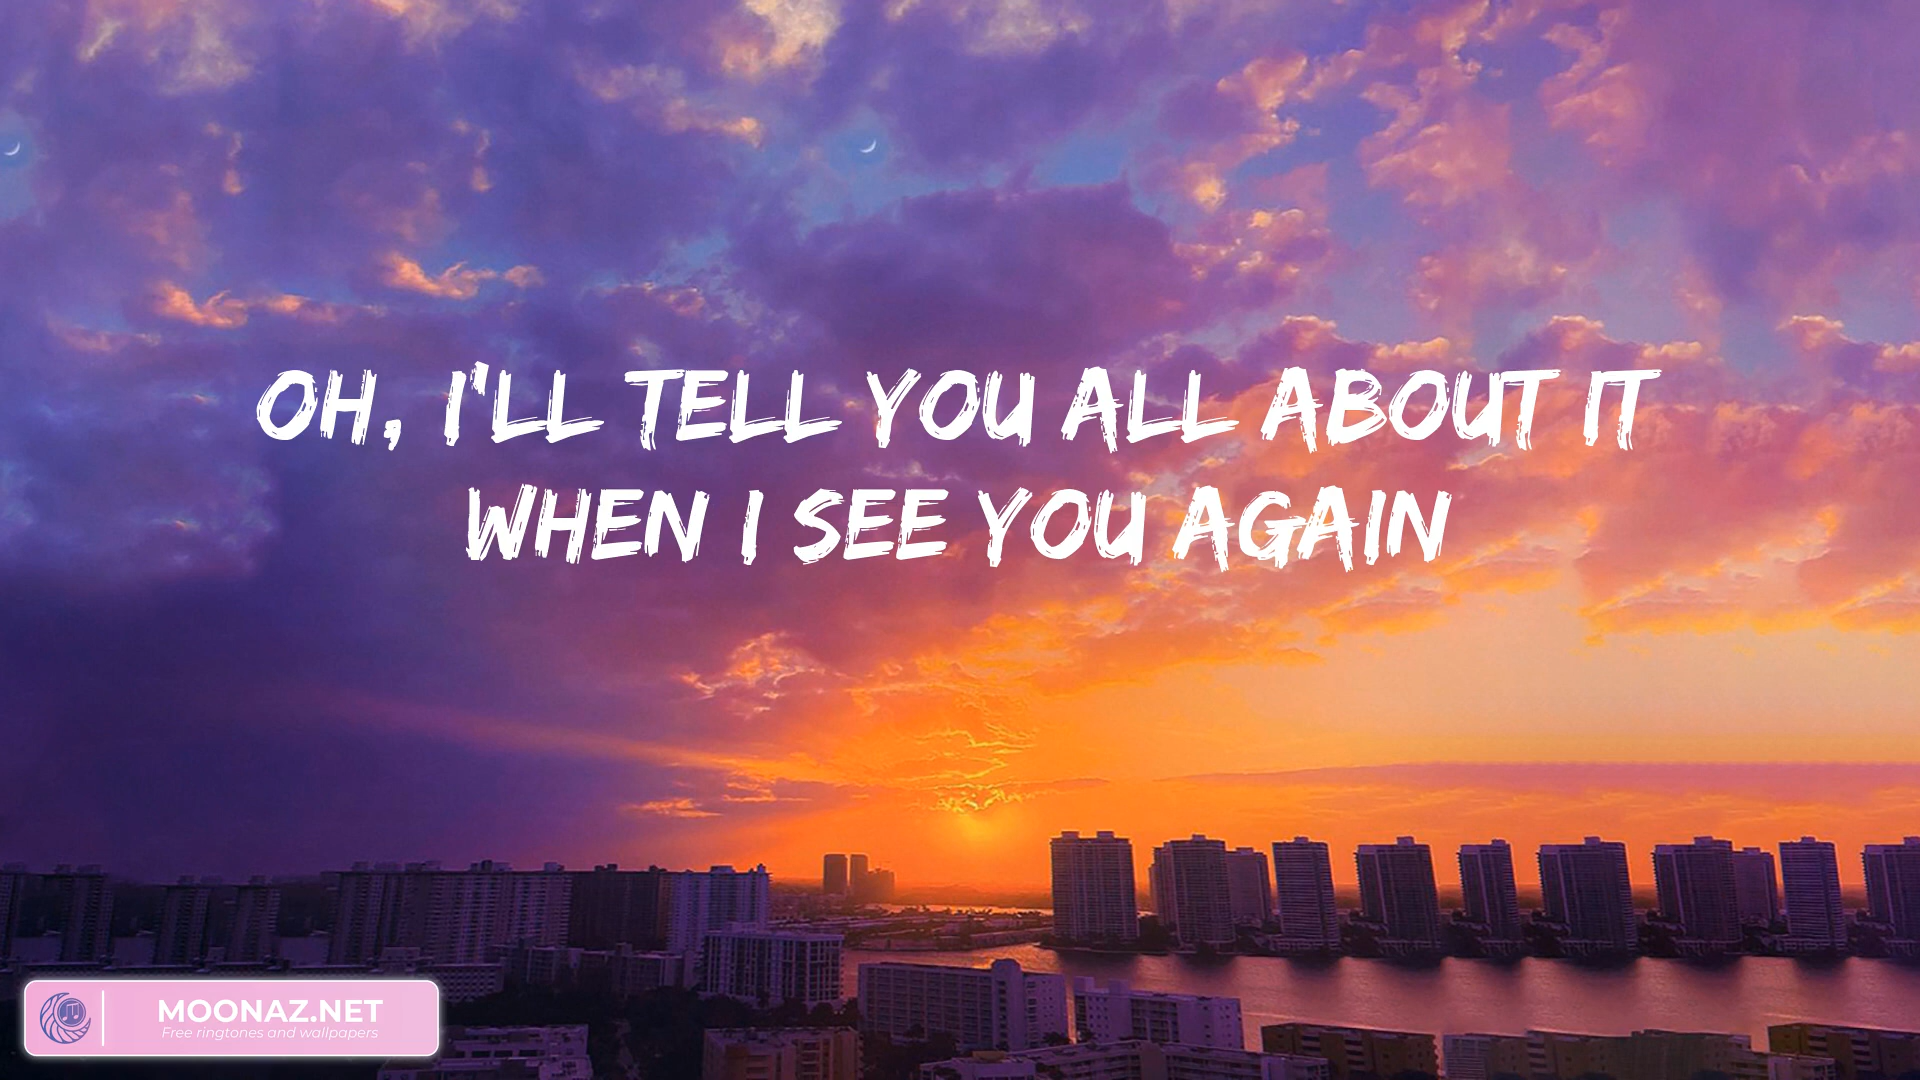 OH, I'LL TELL YOU ALL ABOUT IT
WHEN I SEE YOU AGAIN
MOONAZ.NET
Free ringtones and wallpapers